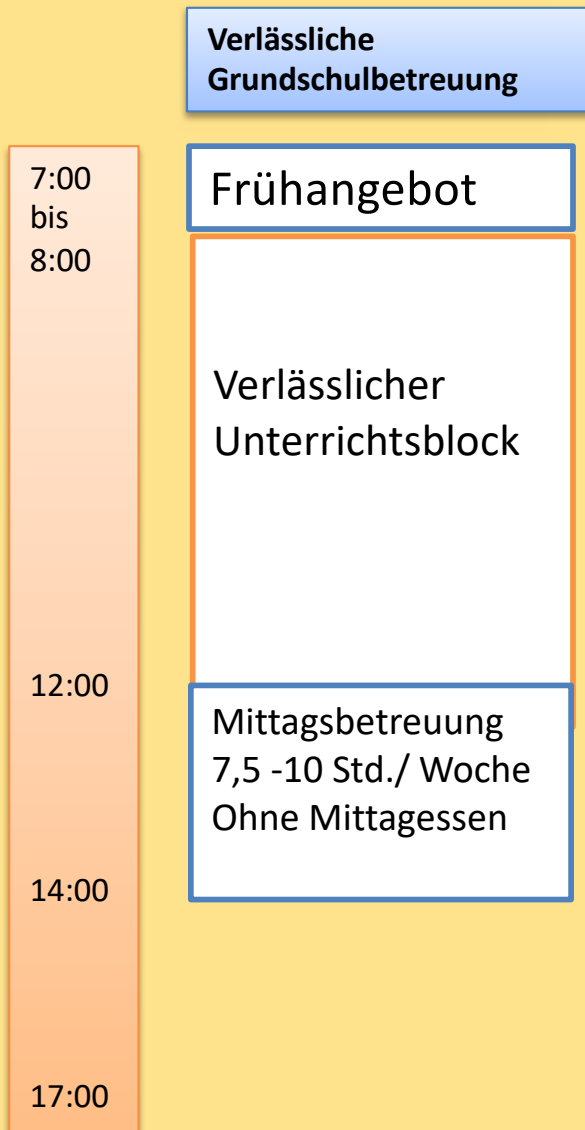 Verlässliche
Grundschulbetreuung
7:00
bis
8:00
Frühangebot
Verlässlicher
Unterrichtsblock
12:00
Mittagsbetreuung
7,5 -10 Std./ Woche
Ohne Mittagessen
14:00
17:00